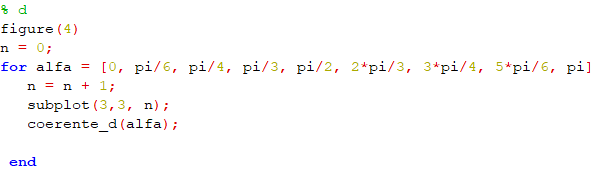 % d
figure(4)
n = 0;
for alfa = [0, pi/6, pi/4, pi/3, pi/2, 2*pi/3, 3*pi/4, 5*pi/6, pi]
n = n + 1;
subplot(3,3, n);
coerente_d(alfa);
end